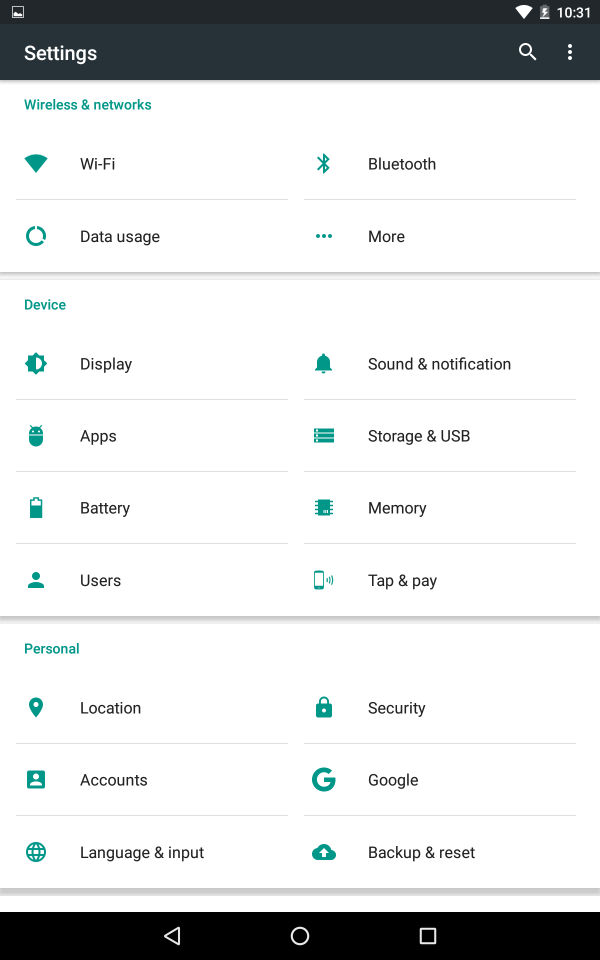 10:31
Settings
Wireless & networks
Wi-Fi
Bluetooth
Data usage
More
Device
Display
Sound & notification
Apps
Storage & USB
Battery
Memory
Users
Tap & pay
Personal
Location
Security
Accounts
Google
Language & input
Backup & reset